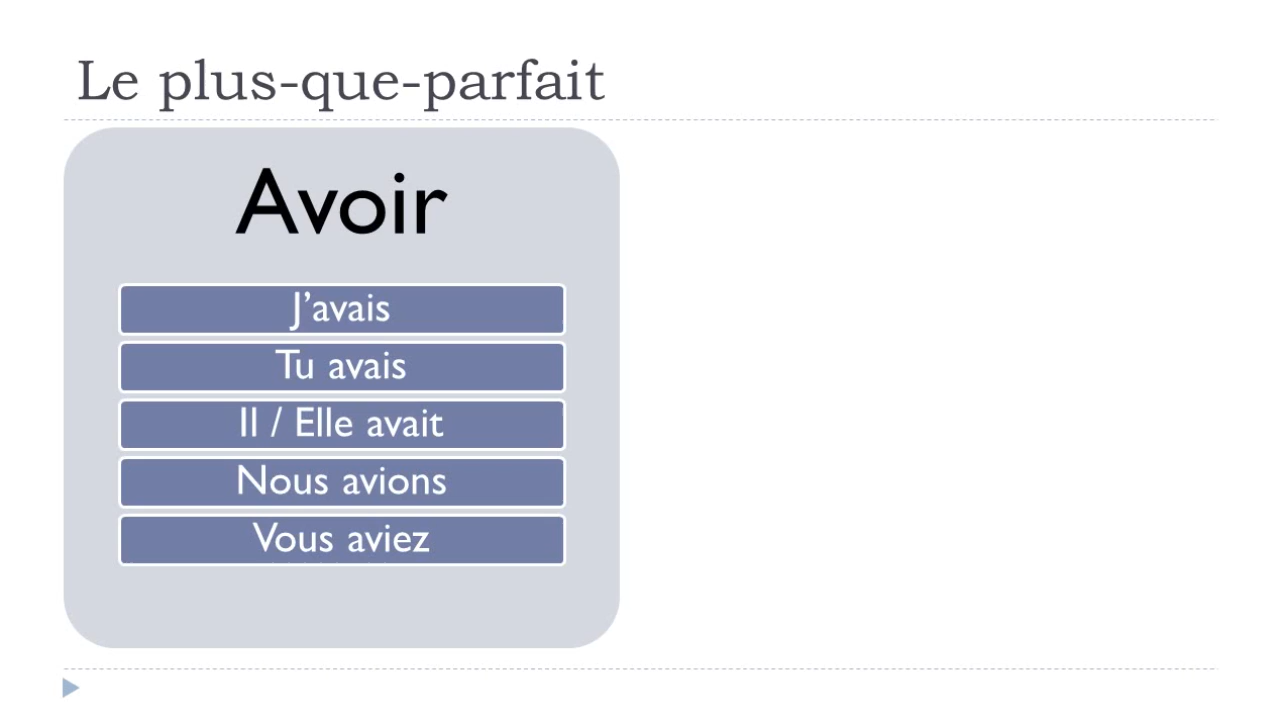 Le plus-que-parfait
Avoir
J’avais
Tu avais
Il / Elle avait
Nous avions
Vous aviez